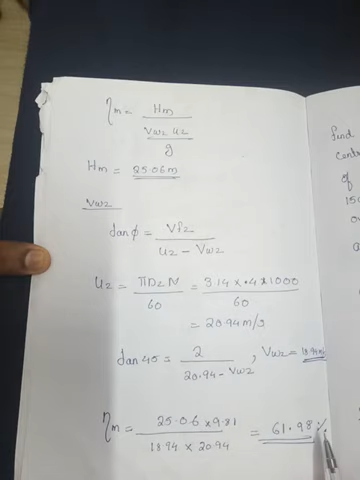 ηm = Hm
Vw2 u2
g
Hm = 25.06m
Vw2
tan φ = VF2
u2 - Vw2
u2 = πD2N = 3.14 x .4 x 1000
60 60
= 20.94 m/s
tan 45 = 2 , Vw2 = 18.94 m/s
20.94 - Vw2
ηm = 25.06 x 9.81 = 61.98 %
18.94 x 20.94
find
Centri
of
150